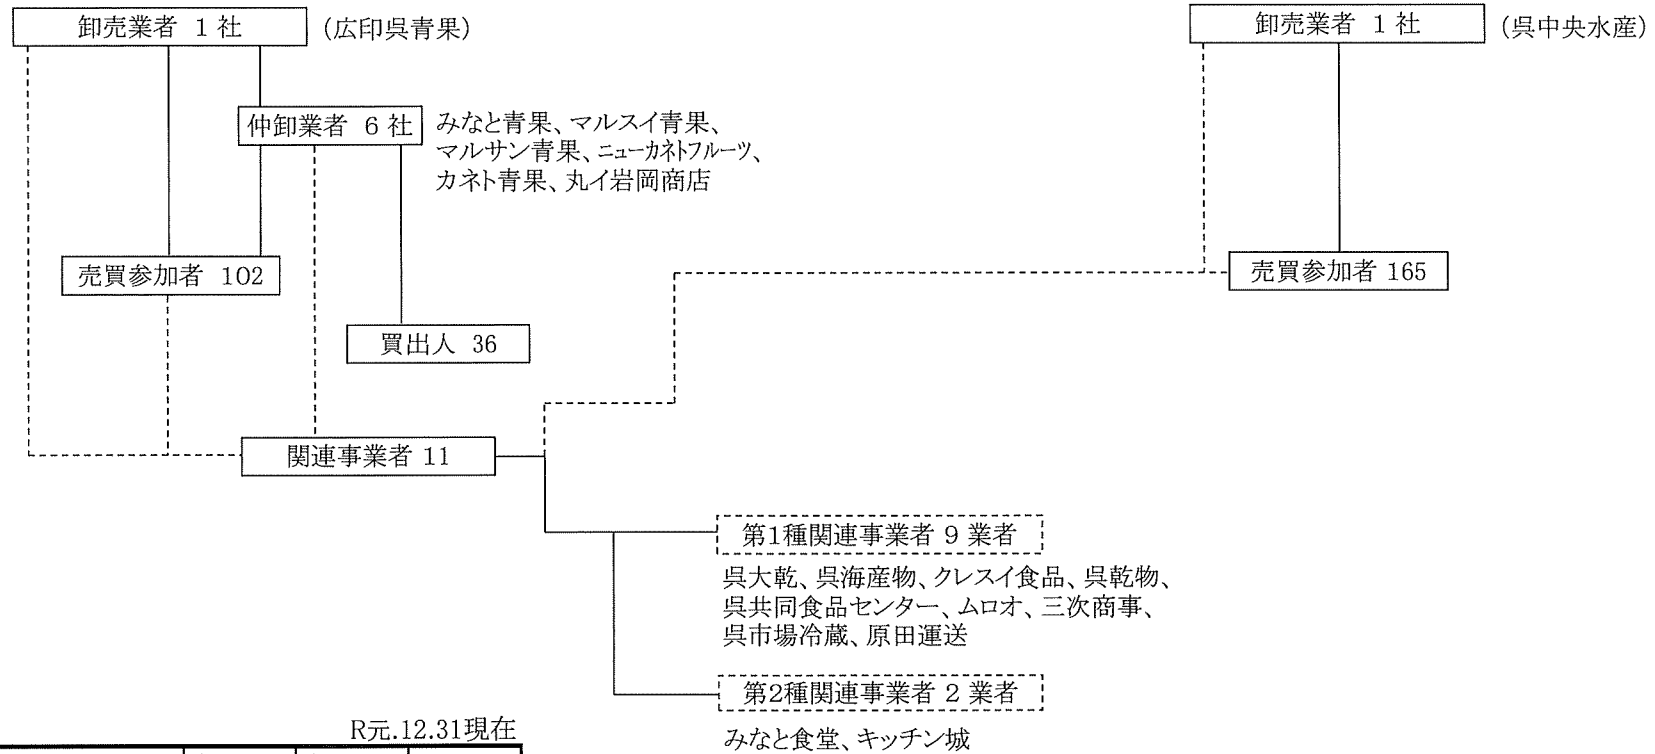 卸売業者 1 社 (広印呉青果)
卸売業者 1 社 (呉中央水産)
仲卸業者 6 社
みなと青果、マルスイ青果、
マルサン青果、ニューカネトフルーツ、
カネト青果、丸イ岩岡商店
売買参加者 102
売買参加者 165
買出人 36
関連事業者 11
第1種関連事業者 9 業者
呉大乾、呉海産物、クレスイ食品、呉乾物、
呉共同食品センター、ムロオ、三次商事、
呉市場冷蔵、原田運送
第2種関連事業者 2 業者
みなと食堂、キッチン城
R元.12.31現在